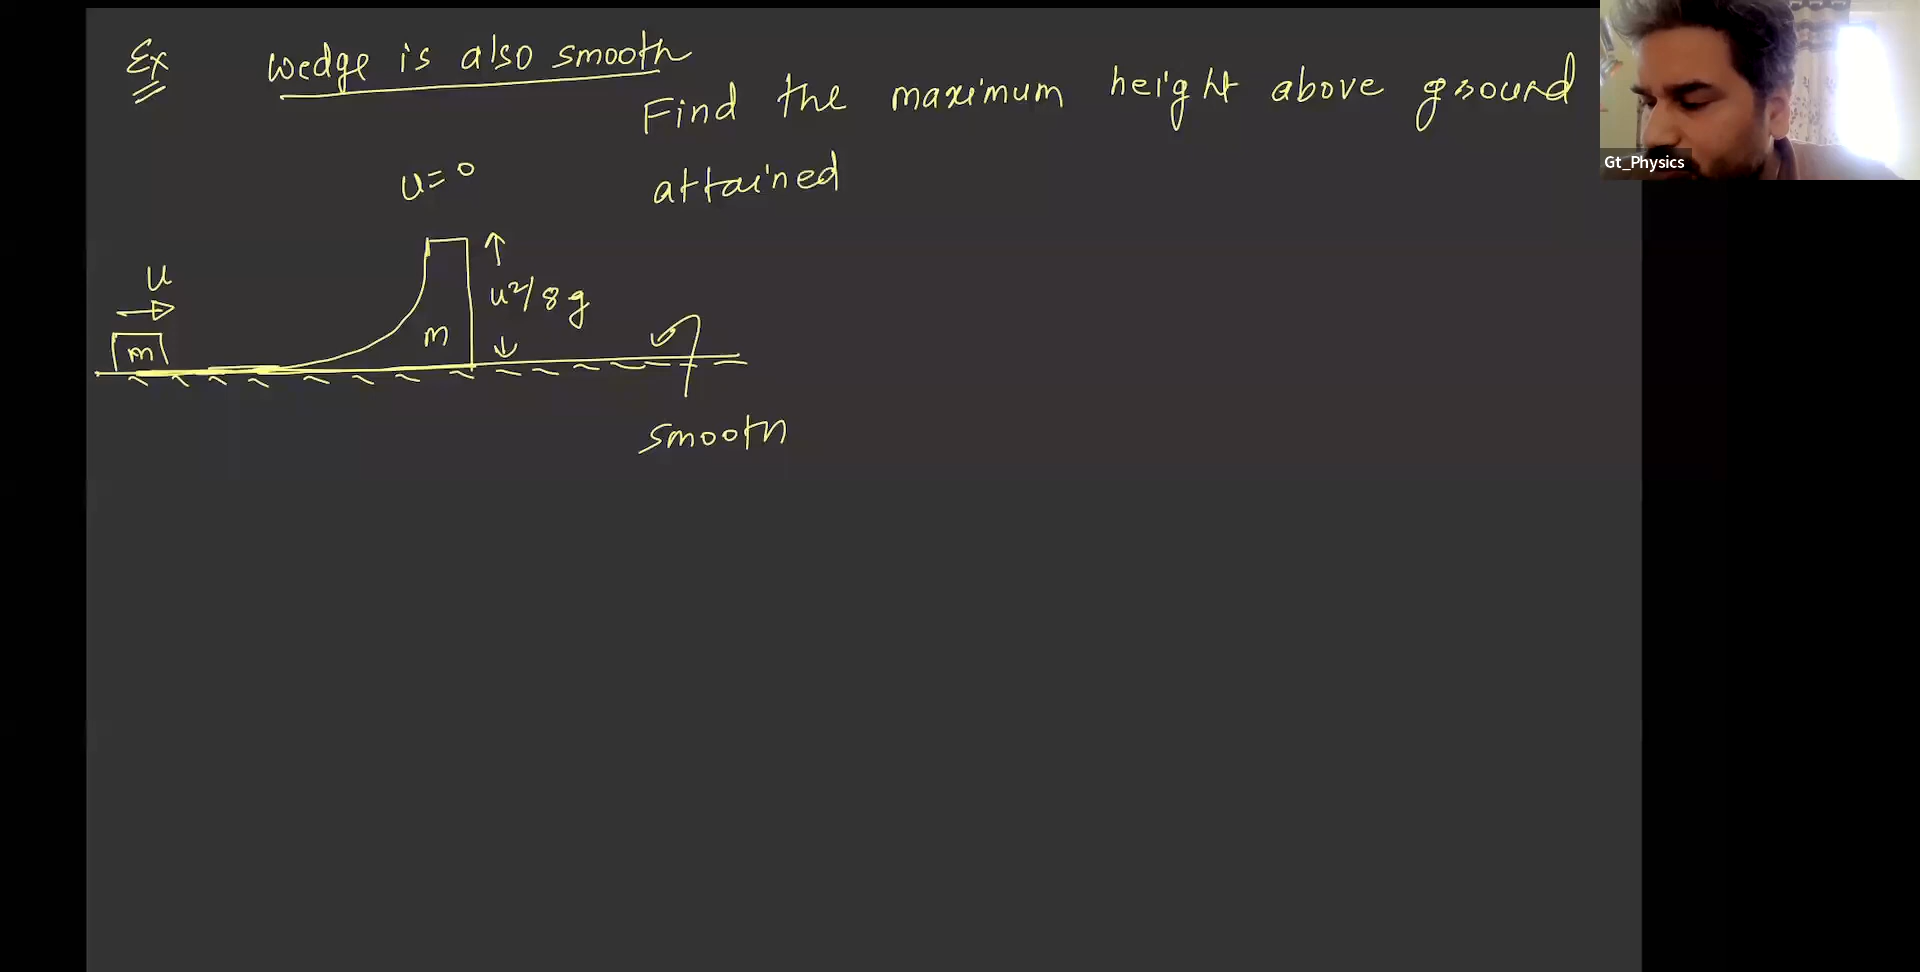 Ex wedge is also smooth
Find the maximum height above ground
attained
u=0
u
u²/8g
m
m
smooth
Gt_Physics